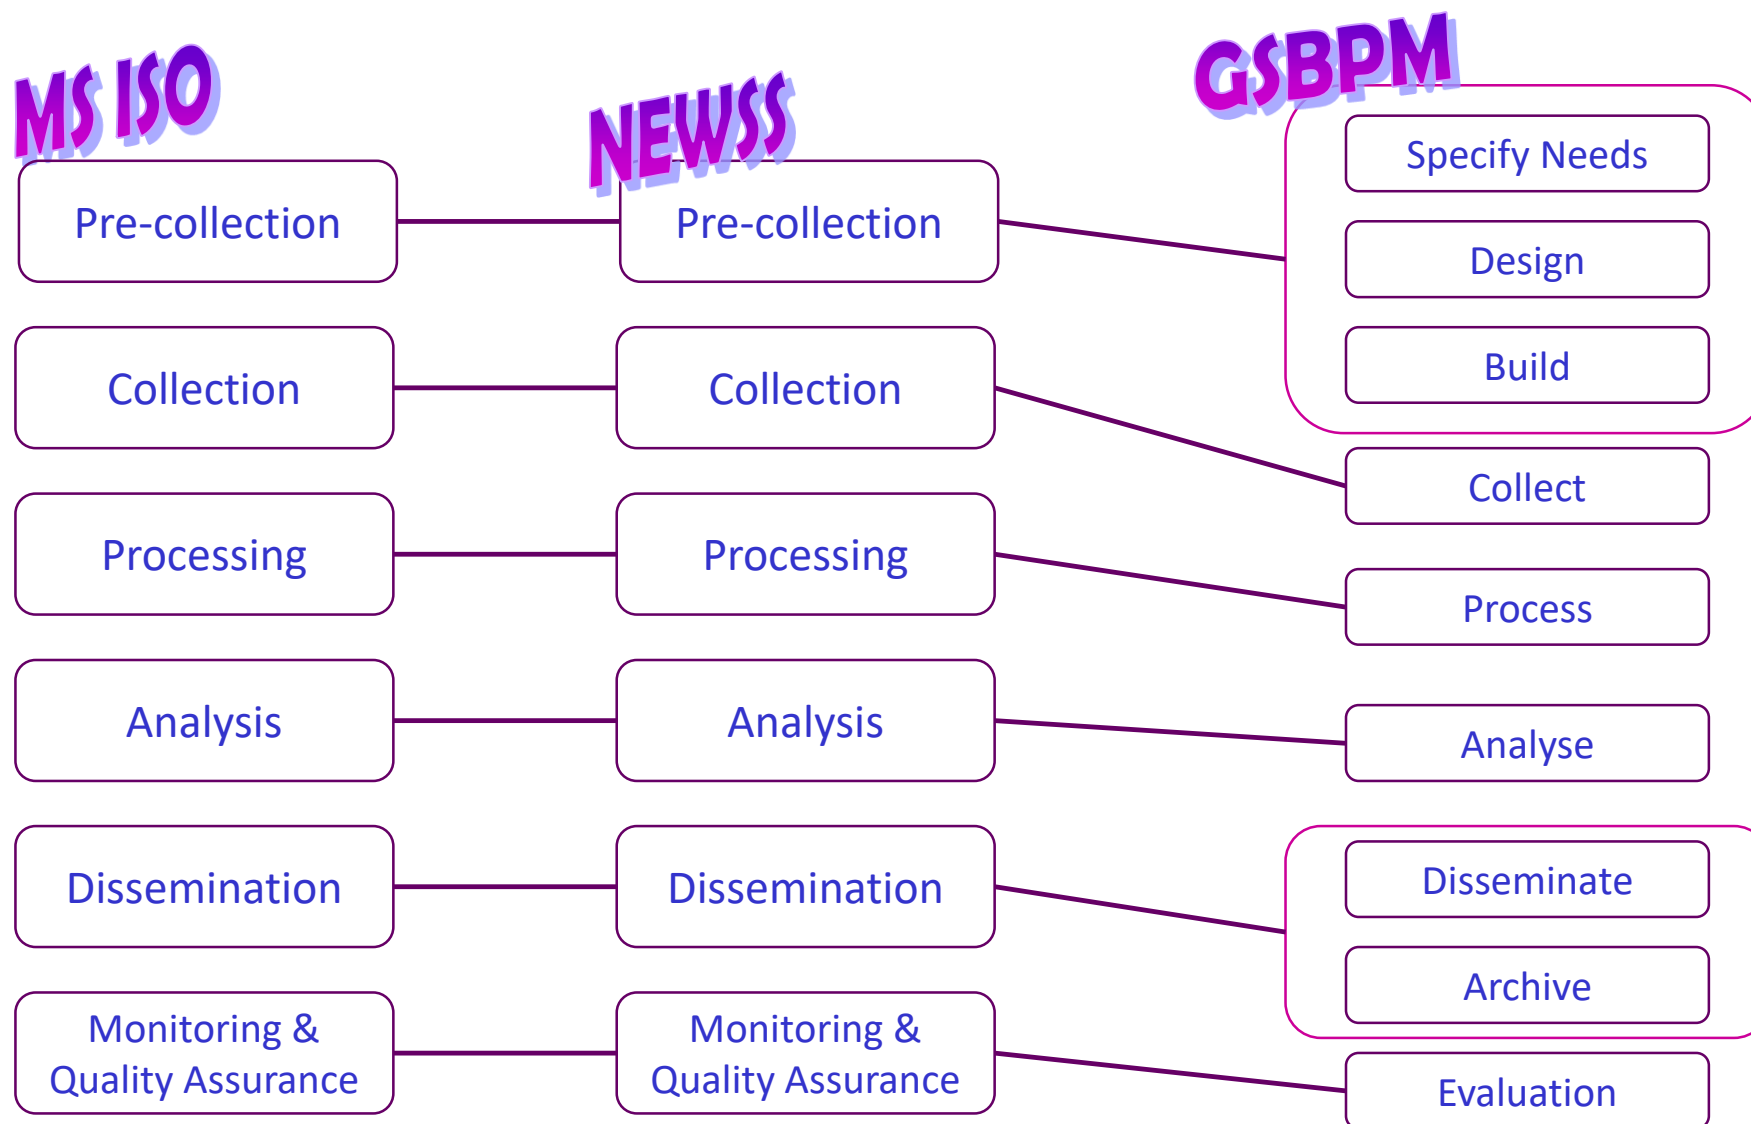 MS ISO
Pre-collection
Collection
Processing
Analysis
Dissemination
Monitoring &
Quality Assurance
NEWSS
Pre-collection
Collection
Processing
Analysis
Dissemination
Monitoring &
Quality Assurance
GSBPM
Specify Needs
Design
Build
Collect
Process
Analyse
Disseminate
Archive
Evaluation